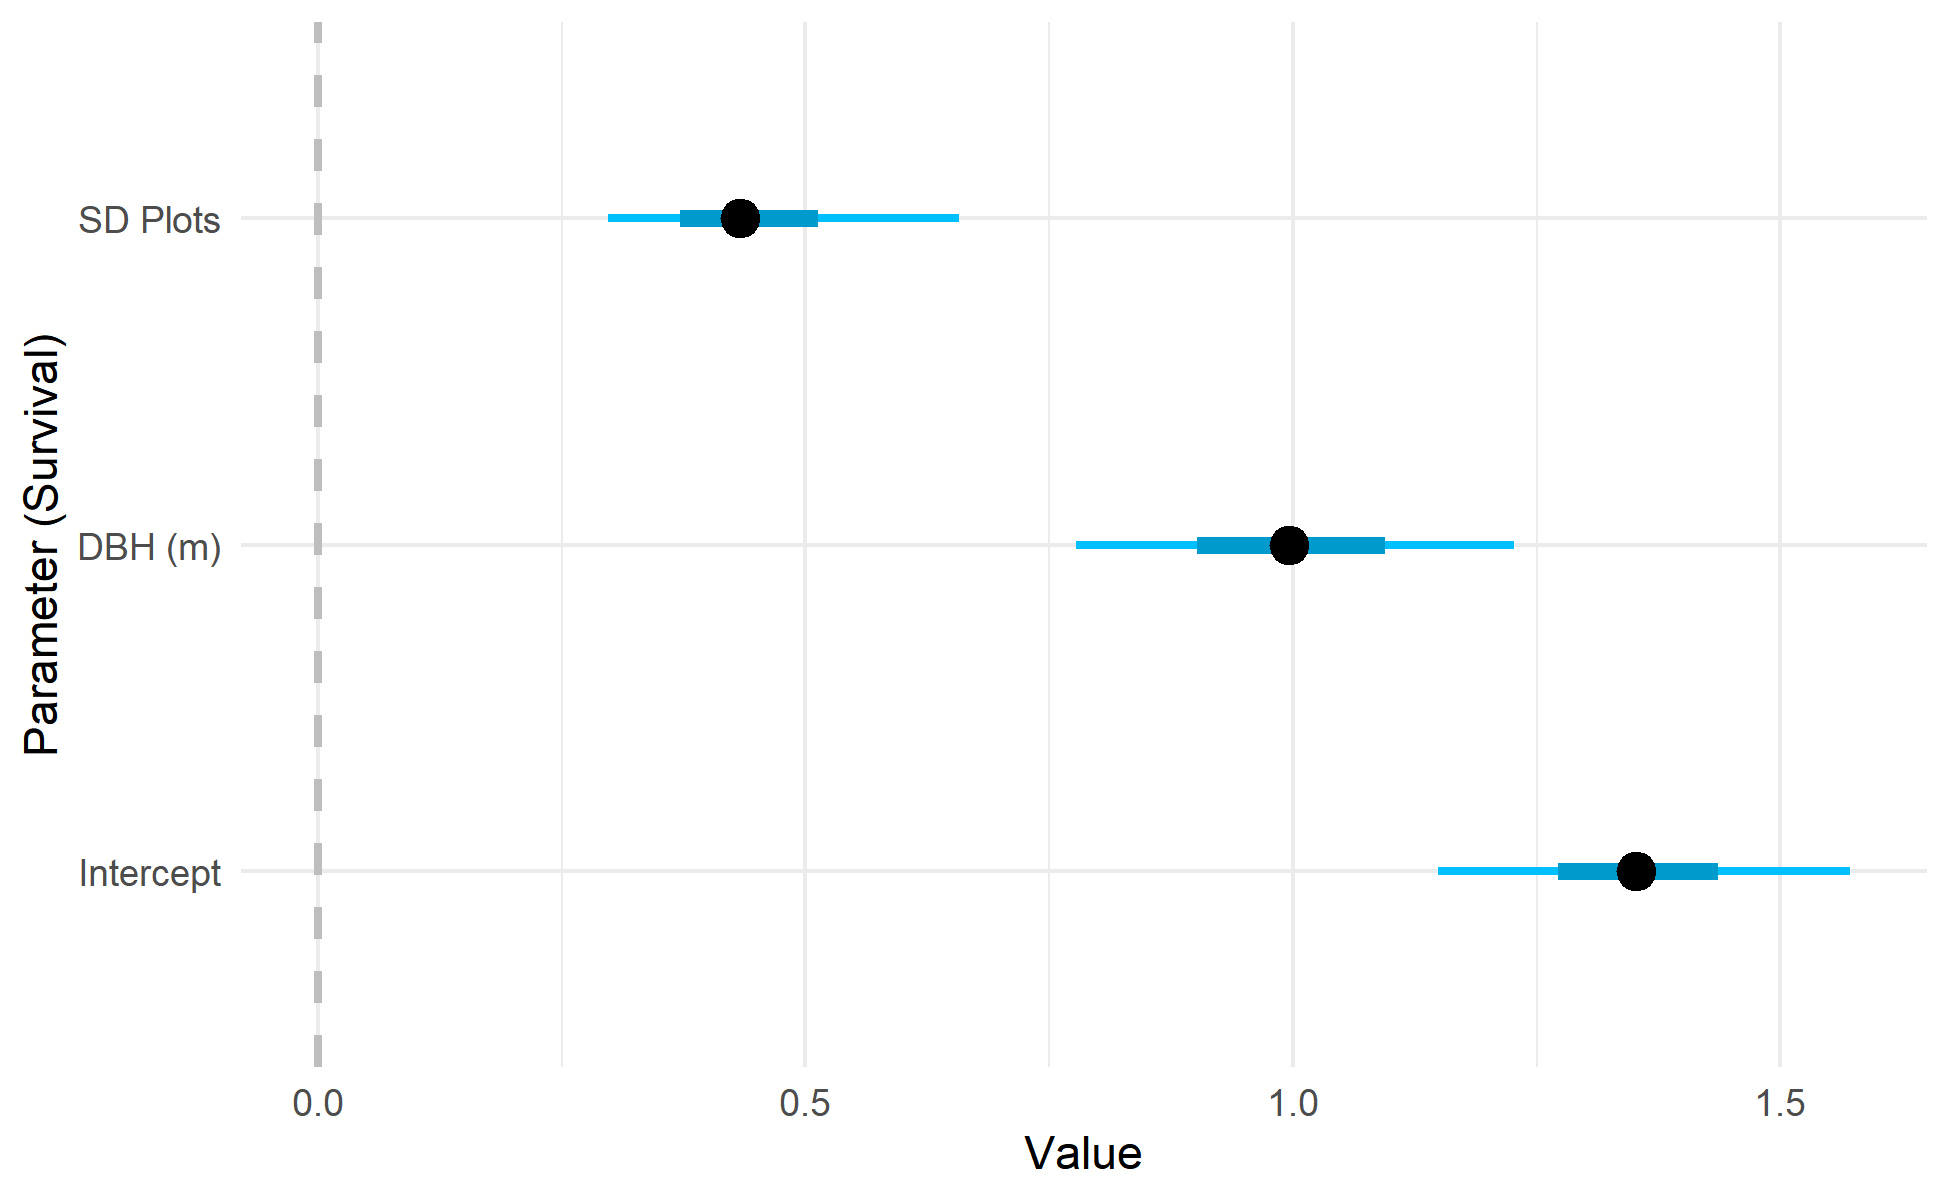 Parameter (Survival)
SD Plots
DBH (m)
Intercept
0.0 0.5 1.0 1.5
Value